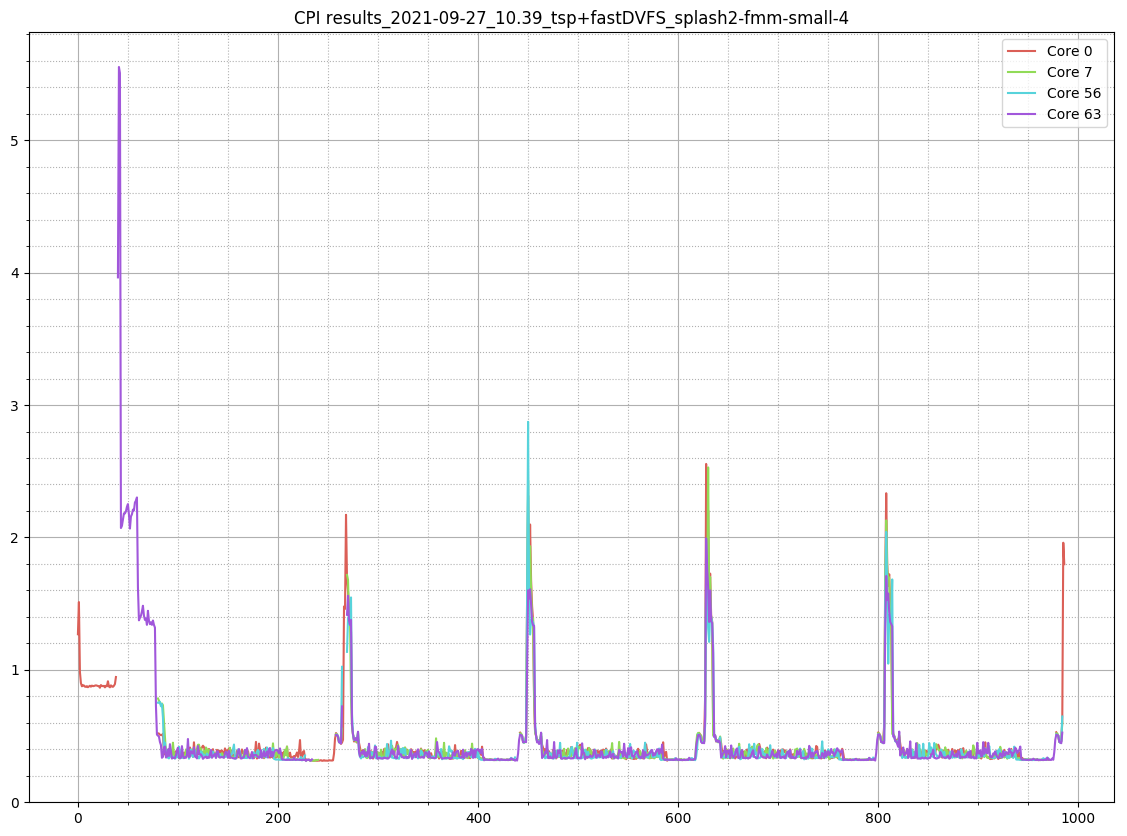 CPI results_2021-09-27_10.39_tsp+fastDVFS_splash2-fmm-small-4
Core 0
Core 7
Core 56
Core 63
5
4
3
2
1
0
0 200 400 600 800 1000